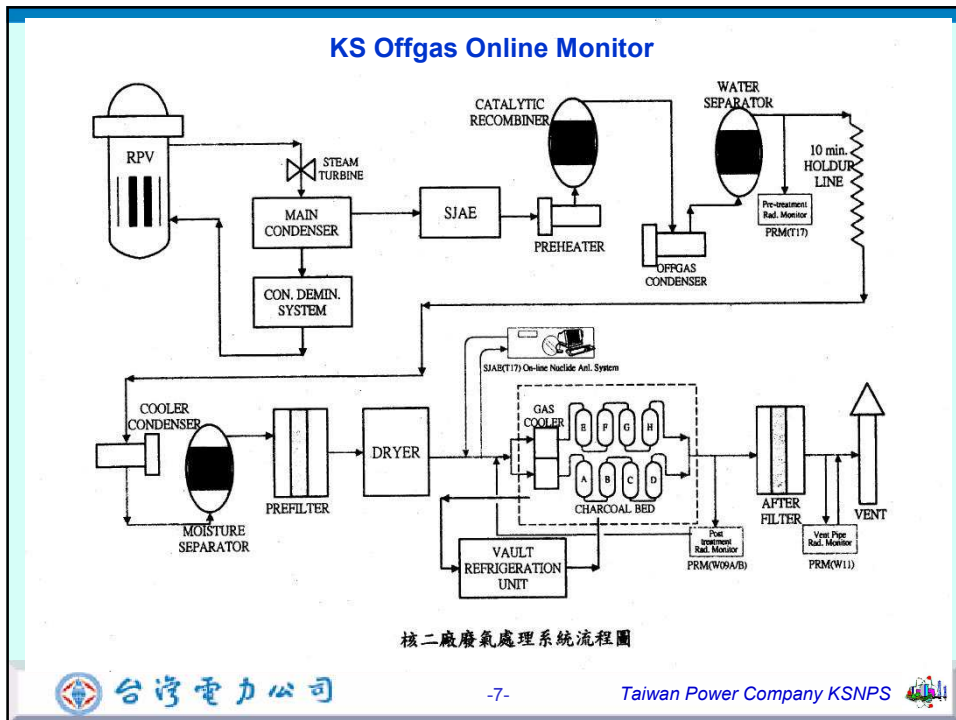 KS Offgas Online Monitor
RPV
STEAM
TURBINE
MAIN
CONDENSER
CON. DEMIN.
SYSTEM
SJAE
CATALYTIC
RECOMBINER
PREHEATER
OFFGAS
CONDENSER
WATER
SEPARATOR
Pre-treatment
Rad. Monitor
PRM(T17)
10 min.
HOLDUR
LINE
SJAE(T17) On-line Nuclide Anl. System
COOLER
CONDENSER
MOISTURE
SEPARATOR
PREFILTER
DRYER
GAS
COOLER
E
F
G
H
A
B
C
D
CHARCOAL BED
VAULT
REFRIGERATION
UNIT
Post
treatment
Rad. Monitor
PRM(W09A/B)
AFTER
FILTER
Vent Pipe
Rad. Monitor
PRM(W11)
VENT
核二廠廢氣處理系統流程圖
台灣電力公司
-7-
Taiwan Power Company KSNPS